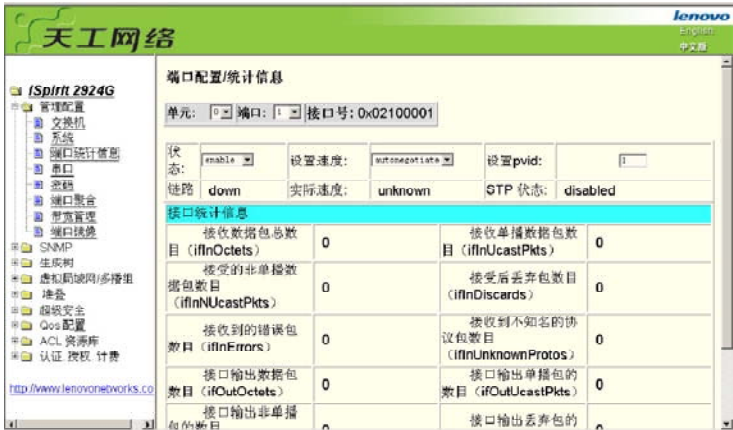 天工网络
lenovo
English
中文版
iSpirit 2924G
管理配置
交换机
系统
端口统计信息
串口
密码
端口聚合
带宽管理
端口镜像
SNMP
生成树
虚拟局域网/多播组
堆叠
超级安全
Qos配置
ACL 资源库
认证 授权 计费
http://www.lenovonetworks.co
端口配置/统计信息
单元: 0 端口: 1 接口号: 0x02100001
状态: enable 设置速度: autonegotiate 设置pvid: 1
链路 down 实际速度: unknown STP 状态: disabled
接口统计信息
接收数据包总数目（ifInOctets） 0 接收单播数据包数目（ifInUcastPkts） 0
接受的非单播数据包数目（ifInNUcastPkts） 0 接受后丢弃包数目（ifInDiscards） 0
接收到的错误包数目（ifInErrors） 0 接收到不知名的协议包数目（ifInUnknownProtos） 0
接口输出数据包数目（ifOutOctets） 0 接口输出单播包的数目（ifOutUcastPkts） 0
接口输出非单播包的数目 接口输出丢弃包的